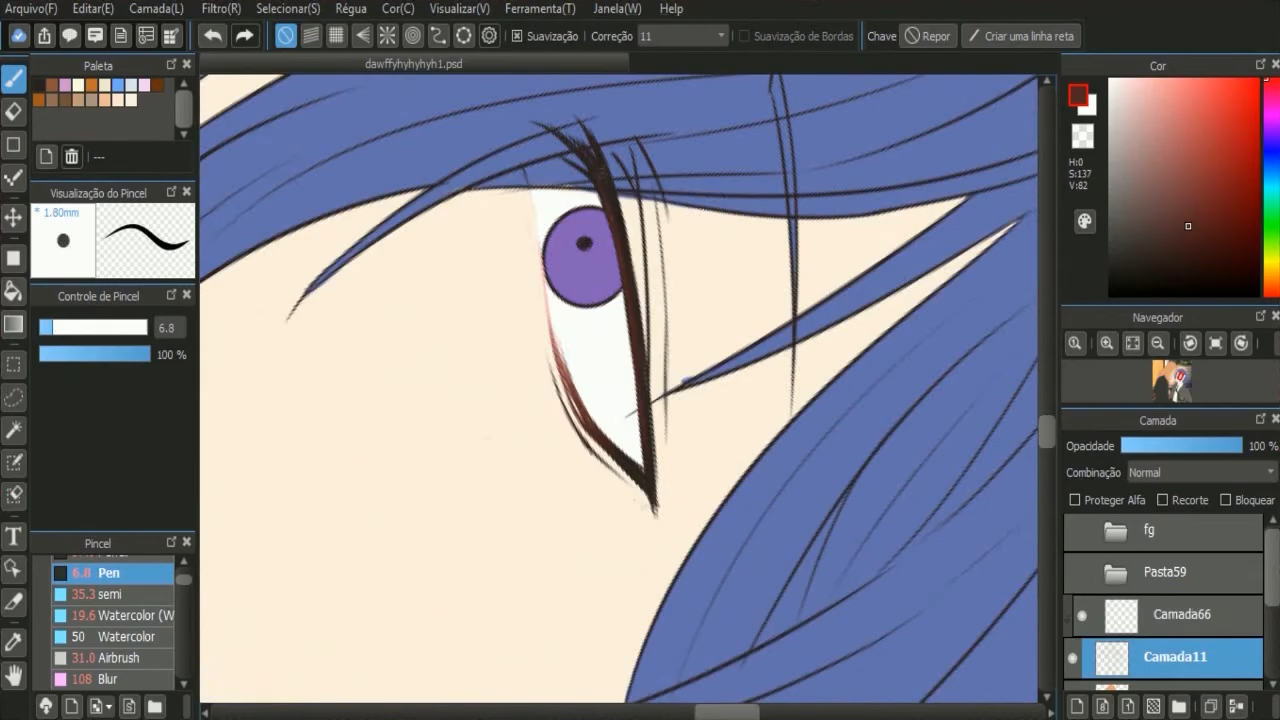 Arquivo(F) Editar(E) Camada(L) Filtro(R) Selecionar(S) Régua Cor(C) Visualizar(V) Ferramenta(T) Janela(W) Help
Suavização Correção 11 Suavização de Bordas Chave Repor Criar uma linha reta
Paleta
dawffyhyhyhyh1.psd
Cor
---
H:0
S:137
V:82
Visualização do Pincel
* 1.80mm
Controle de Pincel
6.8
100 %
Navegador
Camada
Opacidade 100 %
Combinação Normal
Proteger Alfa Recorte Bloquear
fg
Pasta59
Camada66
Camada11
Pincel
6.8 Pen
35.3 semi
19.6 Watercolor (W
50 Watercolor
31.0 Airbrush
108 Blur